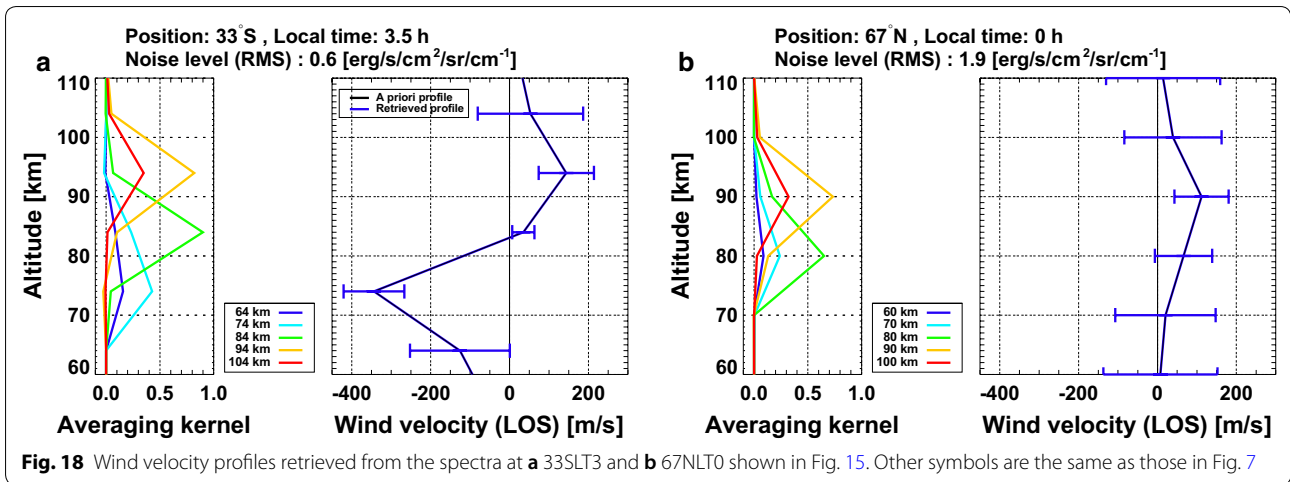 Position: 33°S , Local time: 3.5 h
Noise level (RMS) : 0.6 [erg/s/cm²/sr/cm⁻¹]
a
110
100
90
80
70
60
Altitude [km]
0.0 1.0
Averaging kernel
64 km
74 km
84 km
94 km
104 km
A priori profile
Retrieved profile
-400 -200 0 200
Wind velocity (LOS) [m/s]
Position: 67°N , Local time: 0 h
Noise level (RMS) : 1.9 [erg/s/cm²/sr/cm⁻¹]
b
110
100
90
80
70
60
Altitude [km]
0.0 1.0
Averaging kernel
60 km
70 km
80 km
90 km
100 km
-400 -200 0 200
Wind velocity (LOS) [m/s]
Fig. 18 Wind velocity profiles retrieved from the spectra at a 33SLT3 and b 67NLT0 shown in Fig. 15. Other symbols are the same as those in Fig. 7